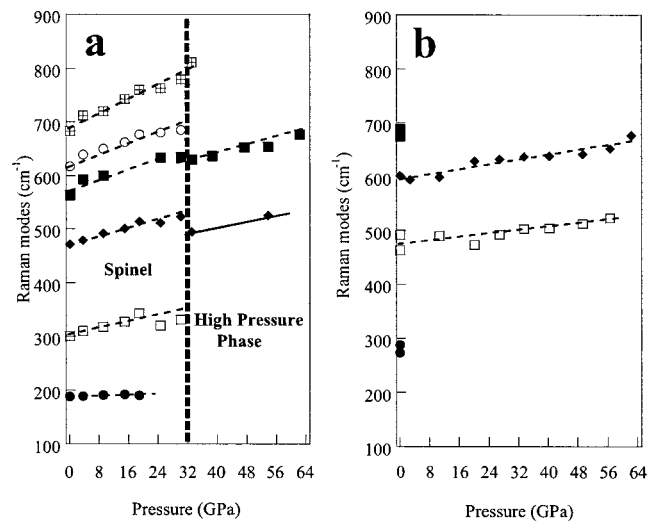 a
Raman modes (cm⁻¹)
900
800
700
600
500
400
300
200
100
Spinel
High Pressure
Phase
0 8 16 24 32 40 48 56 64
Pressure (GPa)
b
Raman modes (cm⁻¹)
900
800
700
600
500
400
300
200
100
0 8 16 24 32 40 48 56 64
Pressure (GPa)